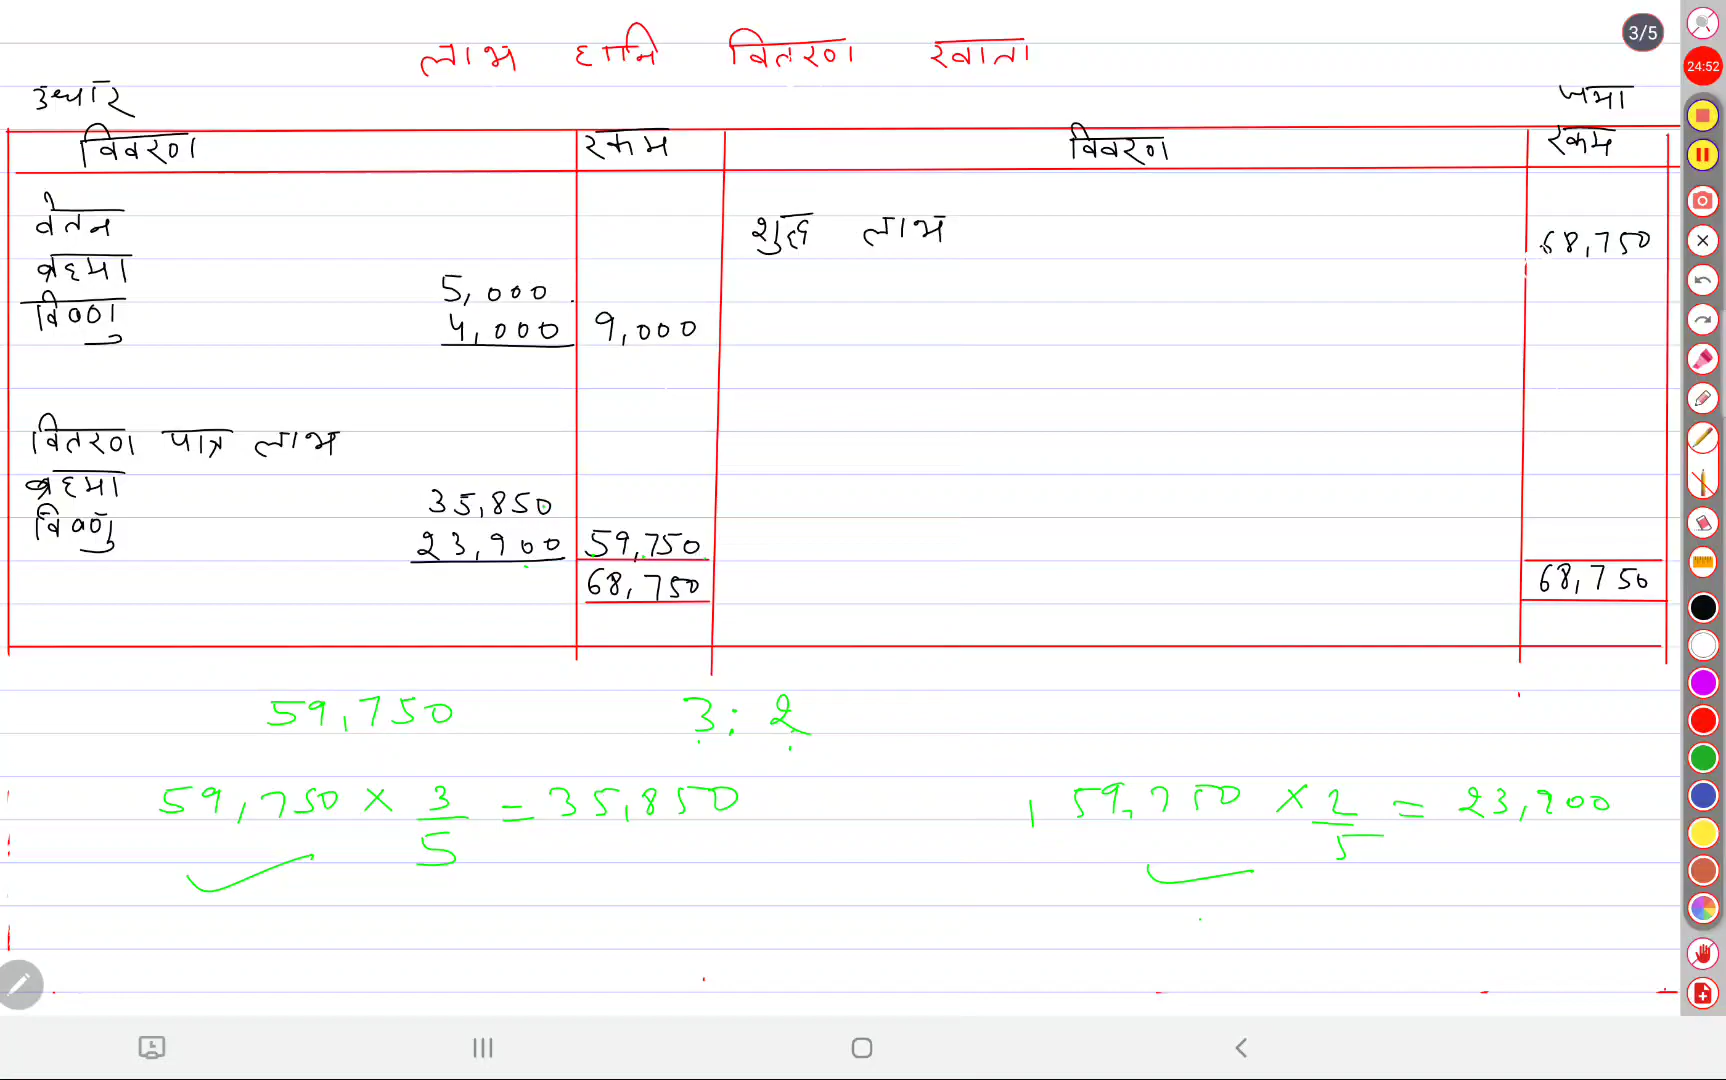 3/5
लाभ हानि वितरण खाता
24:52
उधार जमा
विवरण रकम विवरण रकम
वेतन
शुद्ध लाभ 68,750
ब्रह्मा 5,000
विष्णु 4,000 9,000
वितरण पात्र लाभ
ब्रह्मा 35,850
विष्णु 23,900 59,750
68,750 68,750
59,750 3:2
59,750 × 3/5 = 35,850 59,750 × 2/5 = 23,900